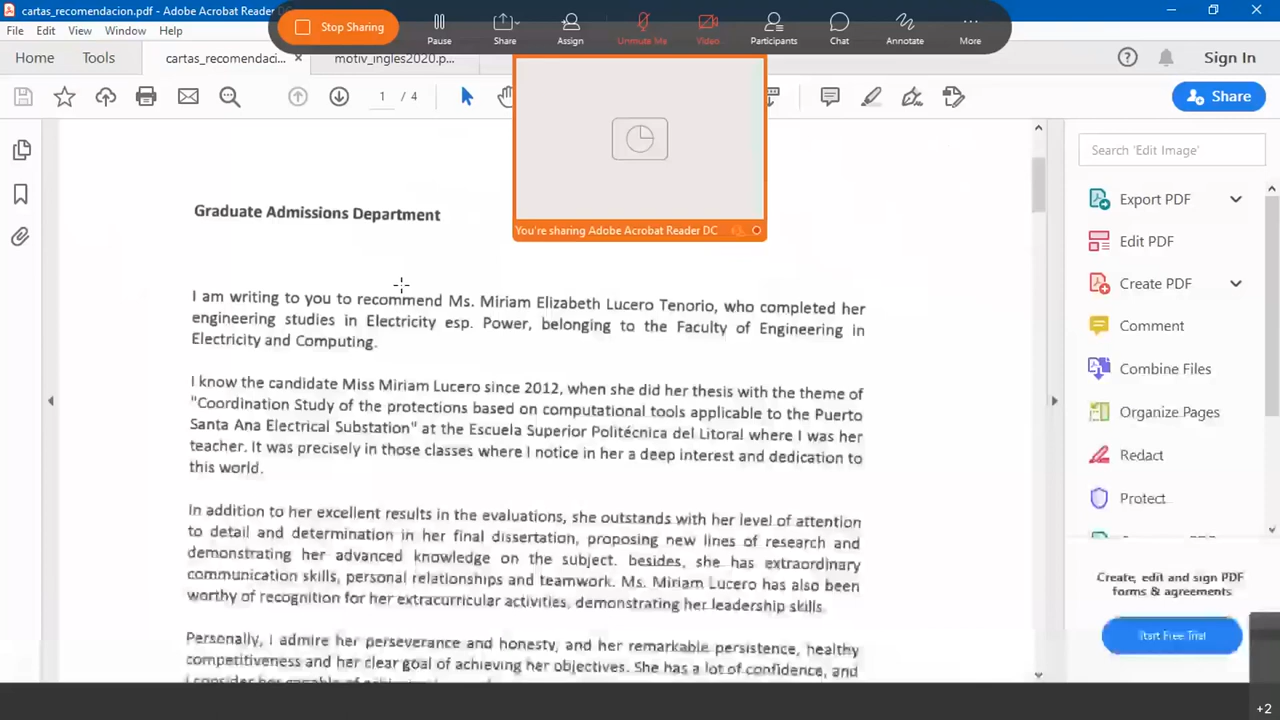 cartas_recomendacion.pdf - Adobe Acrobat Reader DC
Stop Sharing
Pause
Share
Assign
Unmute Me
Video
Participants
Chat
Annotate
More
File Edit View Window Help
Home
Tools
cartas_recomendaci...
motiv_ingles2020.p...
Sign In
1 / 4
Share
You're sharing Adobe Acrobat Reader DC
Search 'Edit Image'
Export PDF
Edit PDF
Create PDF
Comment
Combine Files
Organize Pages
Redact
Protect
Create, edit and sign PDF
forms & agreements
Start Free Trial
+2
Graduate Admissions Department
I am writing to you to recommend Ms. Miriam Elizabeth Lucero Tenorio, who completed her
engineering studies in Electricity esp. Power, belonging to the Faculty of Engineering in
Electricity and Computing.
I know the candidate Miss Miriam Lucero since 2012, when she did her thesis with the theme of
"Coordination Study of the protections based on computational tools applicable to the Puerto
Santa Ana Electrical Substation" at the Escuela Superior Politécnica del Litoral where I was her
teacher. It was precisely in those classes where I notice in her a deep interest and dedication to
this world.
In addition to her excellent results in the evaluations, she outstands with her level of attention
to detail and determination in her final dissertation, proposing new lines of research and
demonstrating her advanced knowledge on the subject. besides, she has extraordinary
communication skills, personal relationships and teamwork. Ms. Miriam Lucero has also been
worthy of recognition for her extracurricular activities, demonstrating her leadership skills.
Personally, I admire her perseverance and honesty, and her remarkable persistence, healthy
competitiveness and her clear goal of achieving her objectives. She has a lot of confidence, and